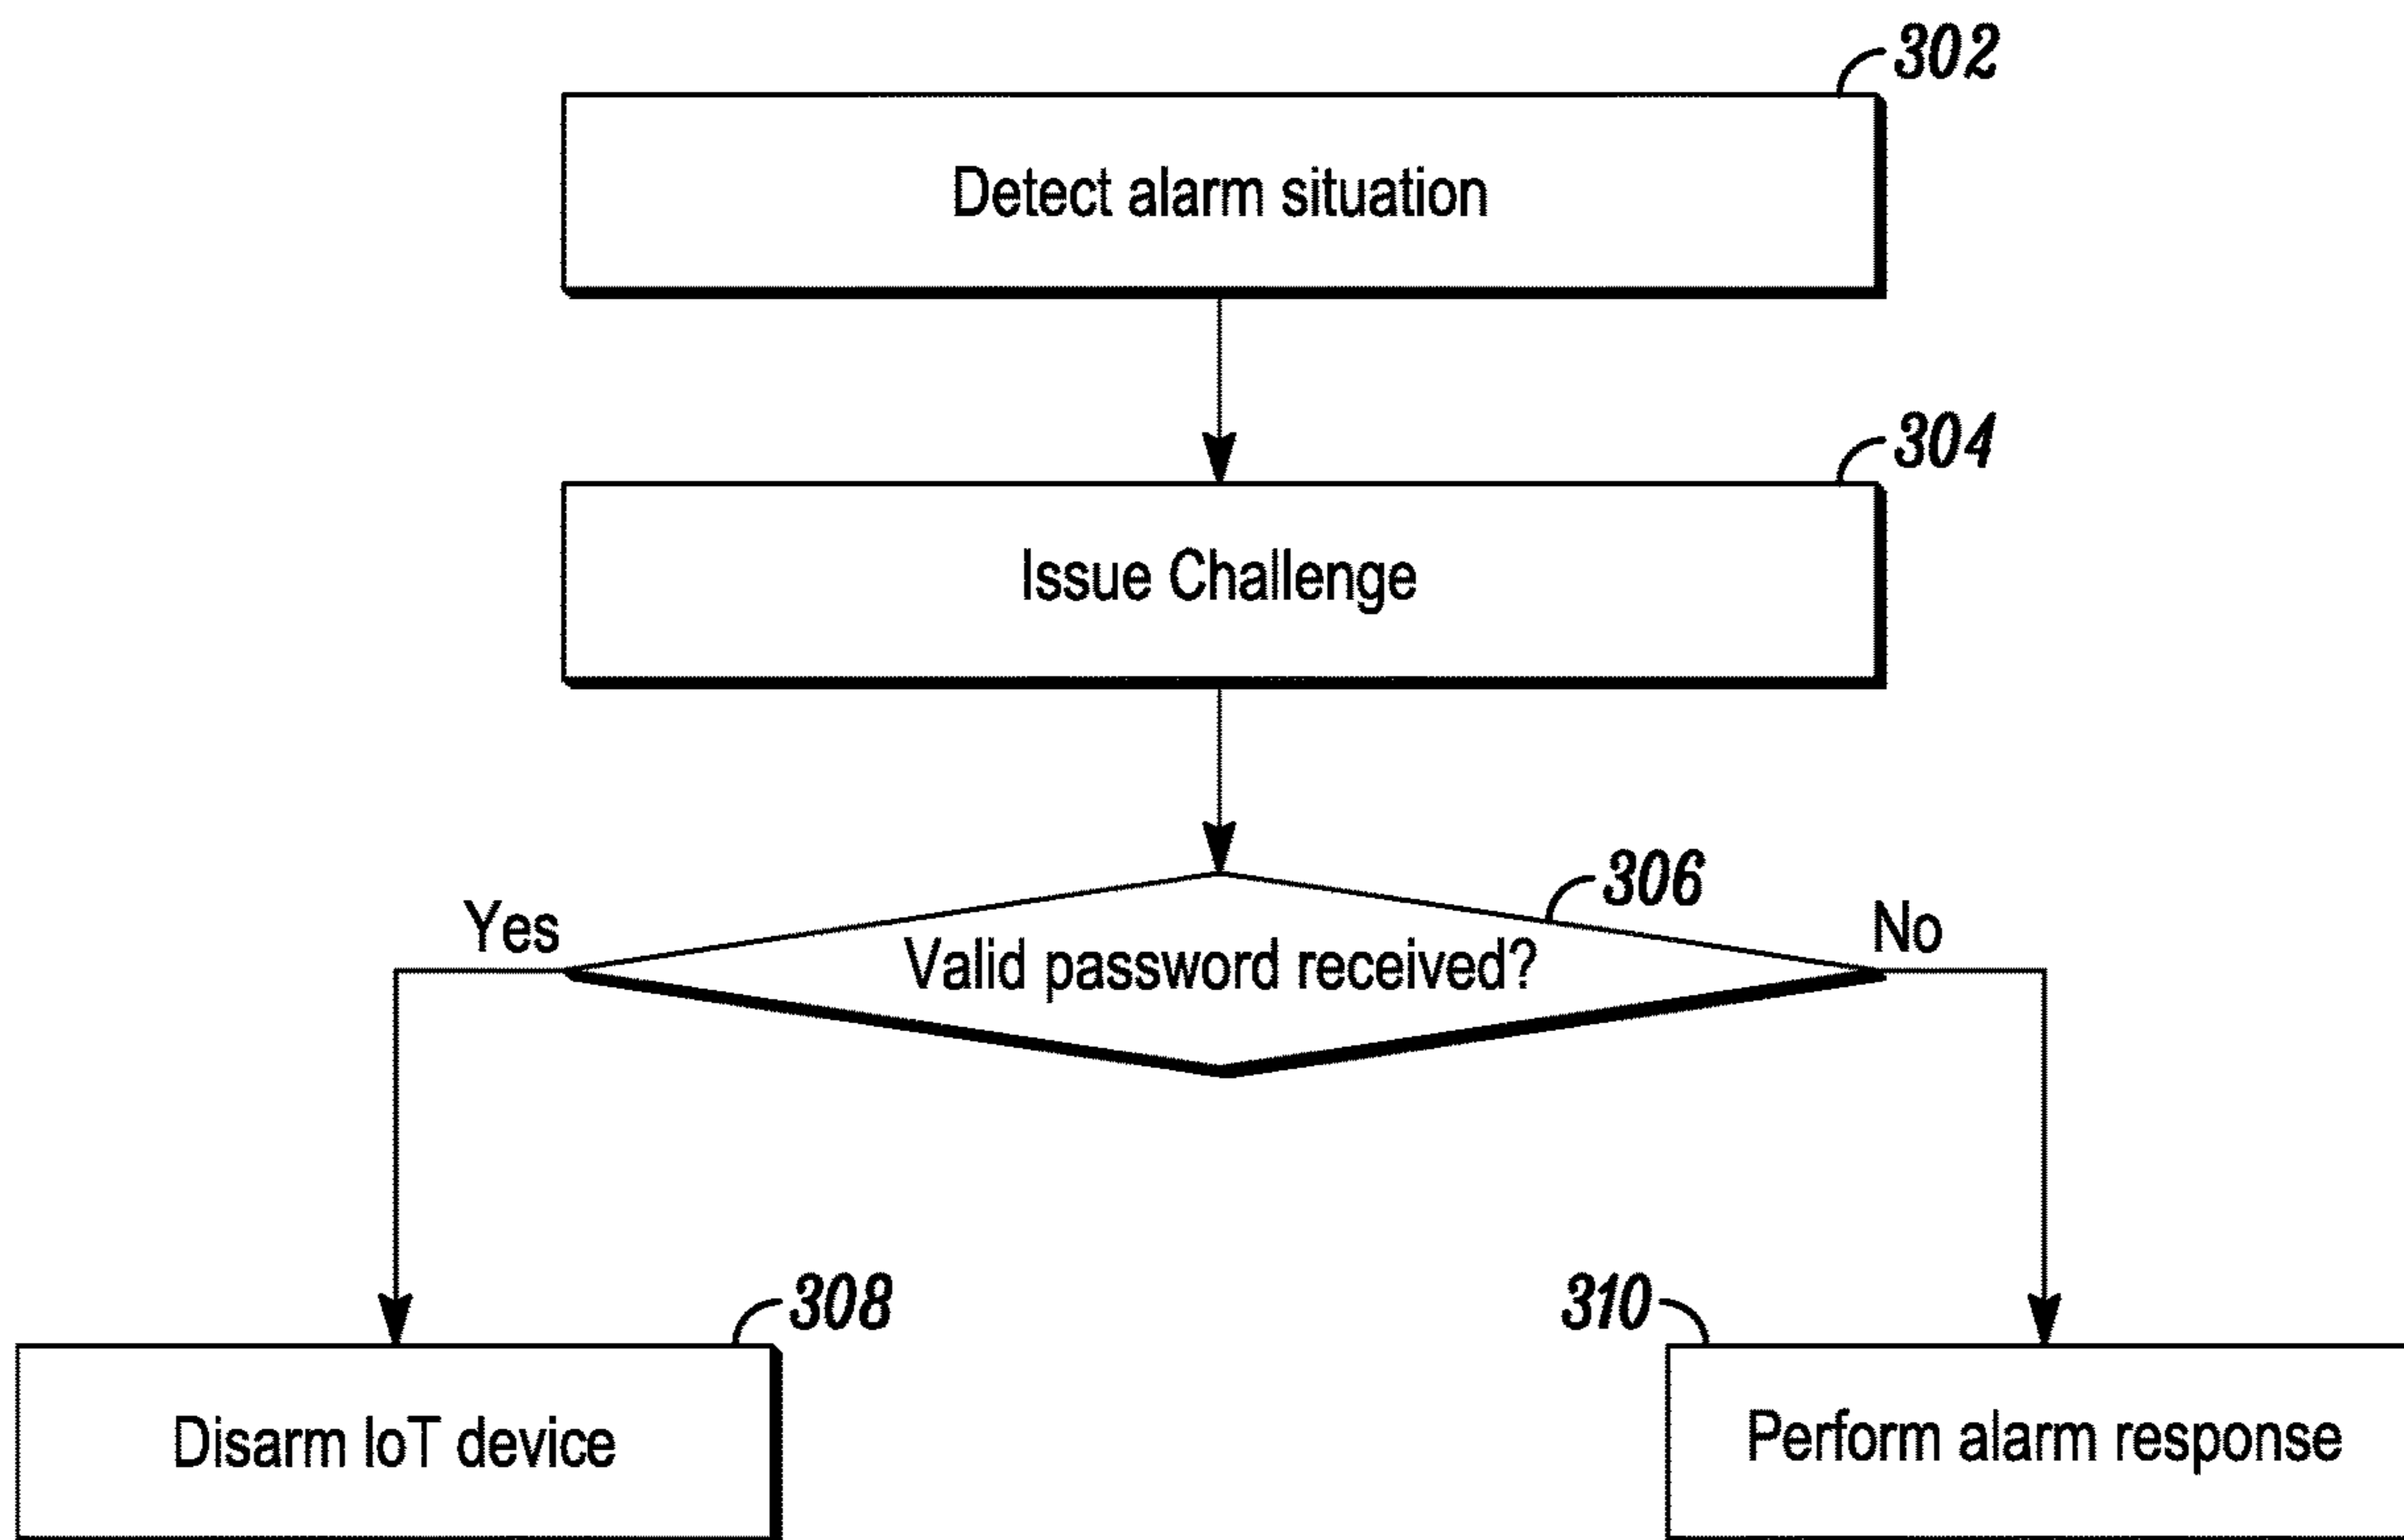 302
Detect alarm situation
304
Issue Challenge
306
Yes
Valid password received?
No
308
310
Disarm IoT device
Perform alarm response